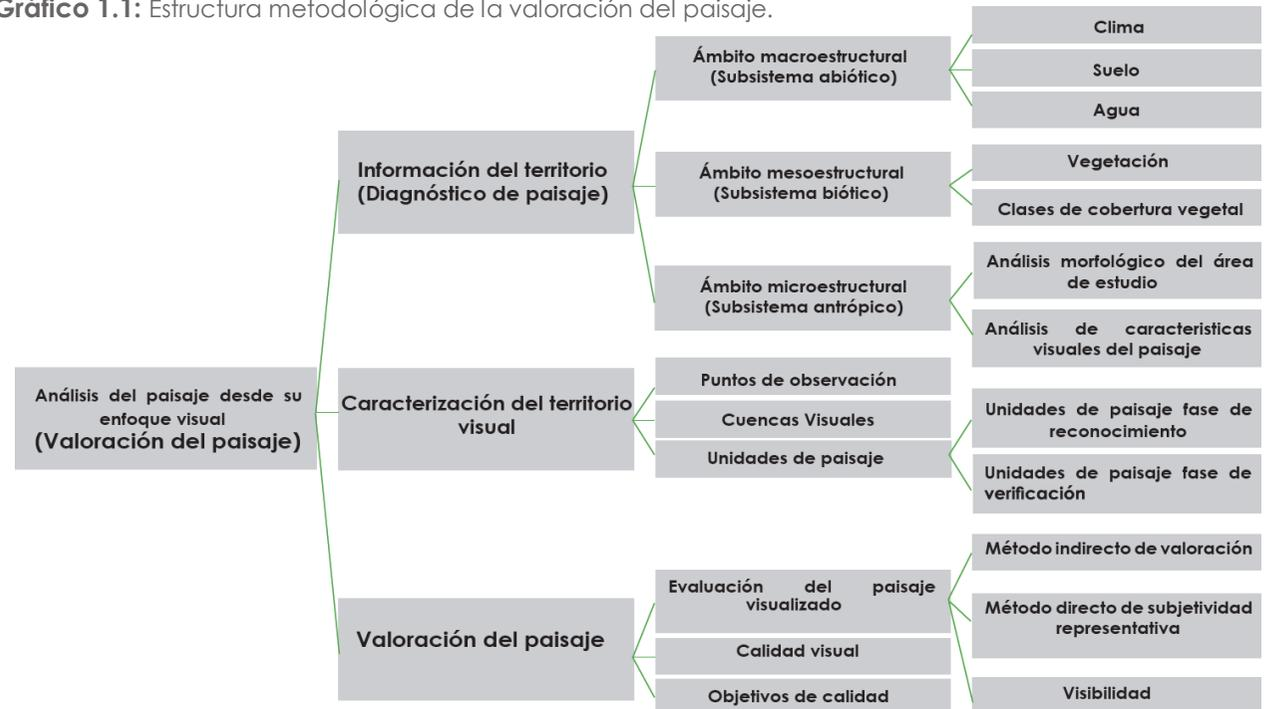 Gráfico 1.1: Estructura metodológica de la valoración del paisaje.
Análisis del paisaje desde su
enfoque visual
(Valoración del paisaje)
Información del territorio
(Diagnóstico de paisaje)
Ámbito macroestructural
(Subsistema abiótico)
Clima
Suelo
Agua
Ámbito mesoestructural
(Subsistema biótico)
Vegetación
Clases de cobertura vegetal
Ámbito microestructural
(Subsistema antrópico)
Análisis morfológico del área
de estudio
Análisis de caracteristicas
visuales del paisaje
Caracterización del territorio
visual
Puntos de observación
Cuencas Visuales
Unidades de paisaje
Unidades de paisaje fase de
reconocimiento
Unidades de paisaje fase de
verificación
Valoración del paisaje
Evaluación del paisaje
visualizado
Método indirecto de valoración
Método directo de subjetividad
representativa
Visibilidad
Calidad visual
Objetivos de calidad